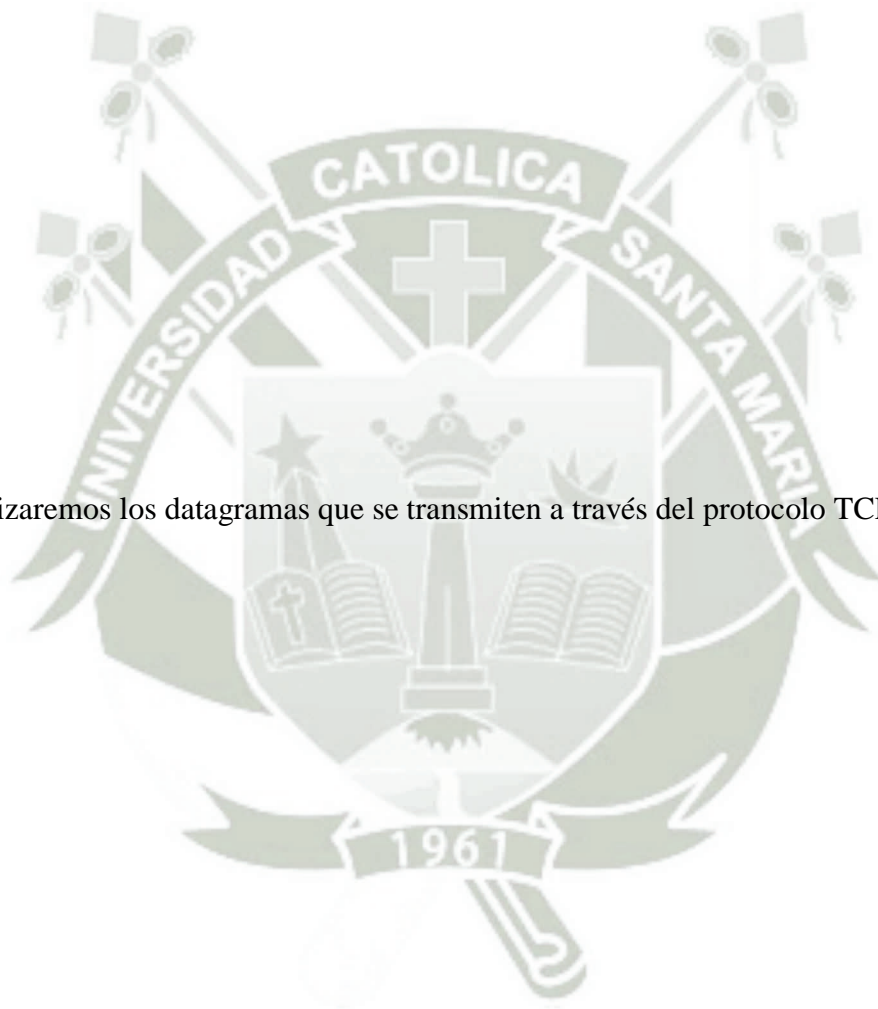 CATOLICA
UNIVERSIDAD
SANTA MARIA
izaremos los datagramas que se transmiten a través del protocolo TC
1961